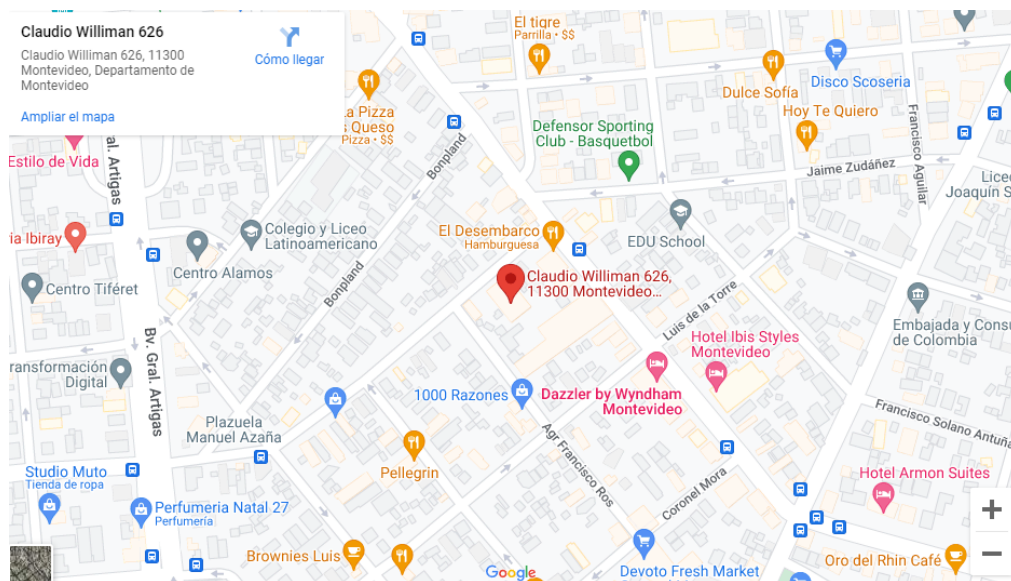 Claudio Williman 626
Claudio Williman 626, 11300
Montevideo, Departamento de
Montevideo
Cómo llegar
Ampliar el mapa
El tigre
Parrilla • $$
Disco Scoseria
Dulce Sofía
Hoy Te Quiero
Pizza
Queso
Pizza • $$
Defensor Sporting
Club - Basquetbol
Francisco Aguilar
Jaime Zudáñez
Estilo de Vida
Artigas
Bonpland
Joaquín
Colegio y Liceo
Latinoamericano
El Desembarco
Hamburguesa
EDU School
Ibiray
Centro Alamos
Centro Tiféret
Bonpland
Claudio Williman 626,
11300 Montevideo...
Luis de la Torre
Embajada y
de Colombia
Hotel Ibis Styles
Montevideo
Bv. Gral. Artigas
Digital
1000 Razones
Dazzler by Wyndham
Montevideo
Plazuela
Manuel Azaña
Francisco Solano
Agr Francisco Ros
Pellegrin
Studio Muto
Tienda de ropa
Hotel Armon Suites
Coronel Mora
Perfumeria Natal 27
Perfumería
Brownies Luis
Google
Devoto Fresh Market
Oro del Rhin Café
+
−